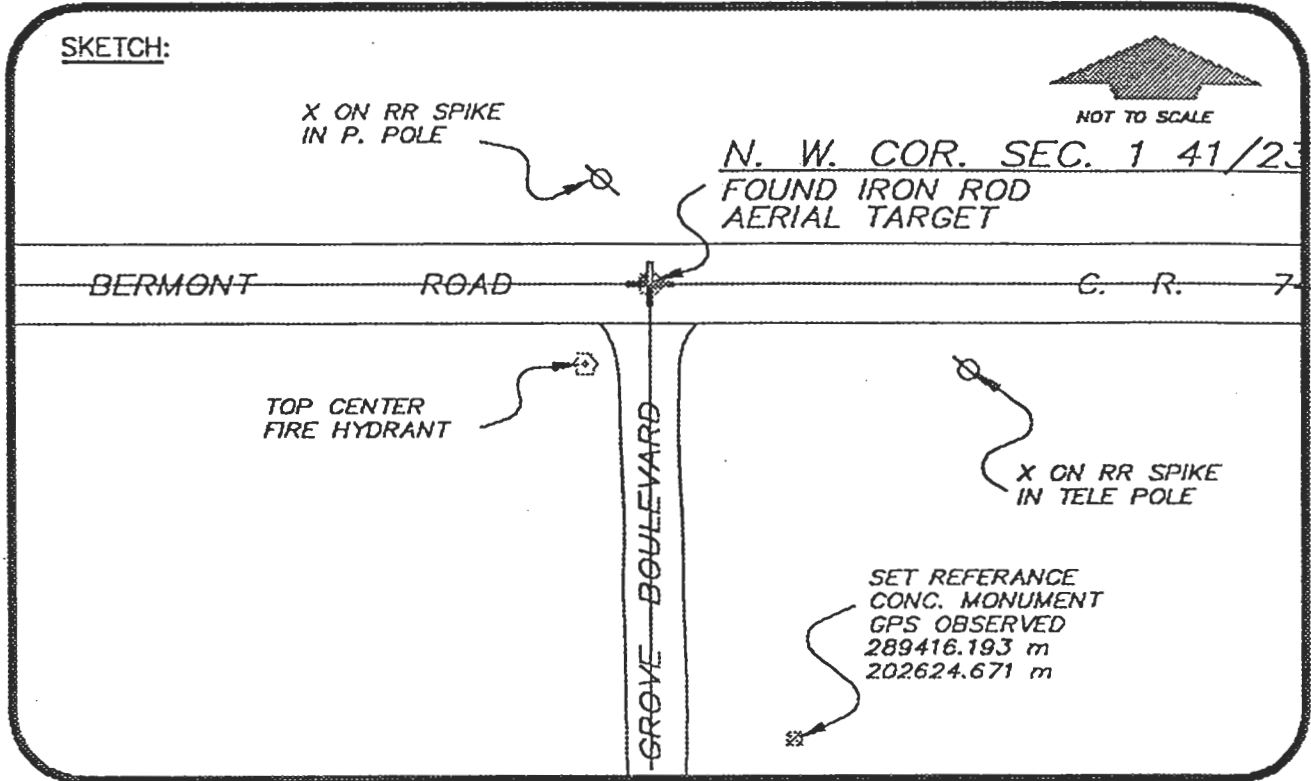 SKETCH:
NOT TO SCALE
X ON RR SPIKE
IN P. POLE
N. W. COR. SEC. 1 41/23
FOUND IRON ROD
AERIAL TARGET
BERMONT ROAD C. R. 7
TOP CENTER
FIRE HYDRANT
GROVE BOULEVARD
X ON RR SPIKE
IN TELE POLE
SET REFERANCE
CONC. MONUMENT
GPS OBSERVED
289416.193 m
202624.671 m